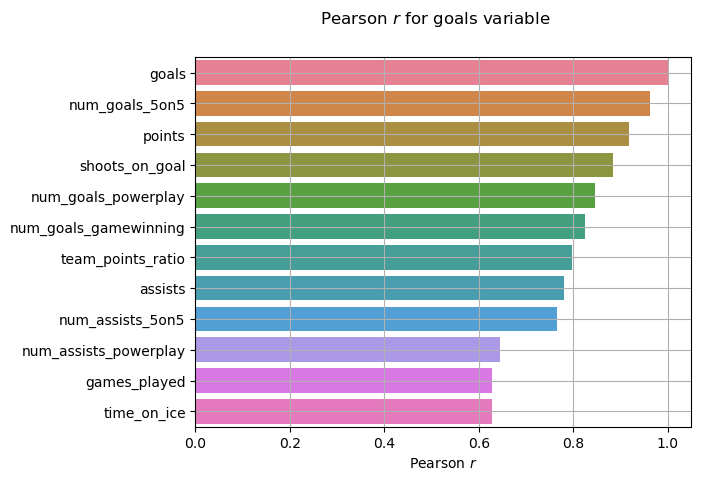 Pearson r for goals variable
goals
num_goals_5on5
points
shoots_on_goal
num_goals_powerplay
num_goals_gamewinning
team_points_ratio
assists
num_assists_5on5
num_assists_powerplay
games_played
time_on_ice
0.0 0.2 0.4 0.6 0.8 1.0
Pearson r